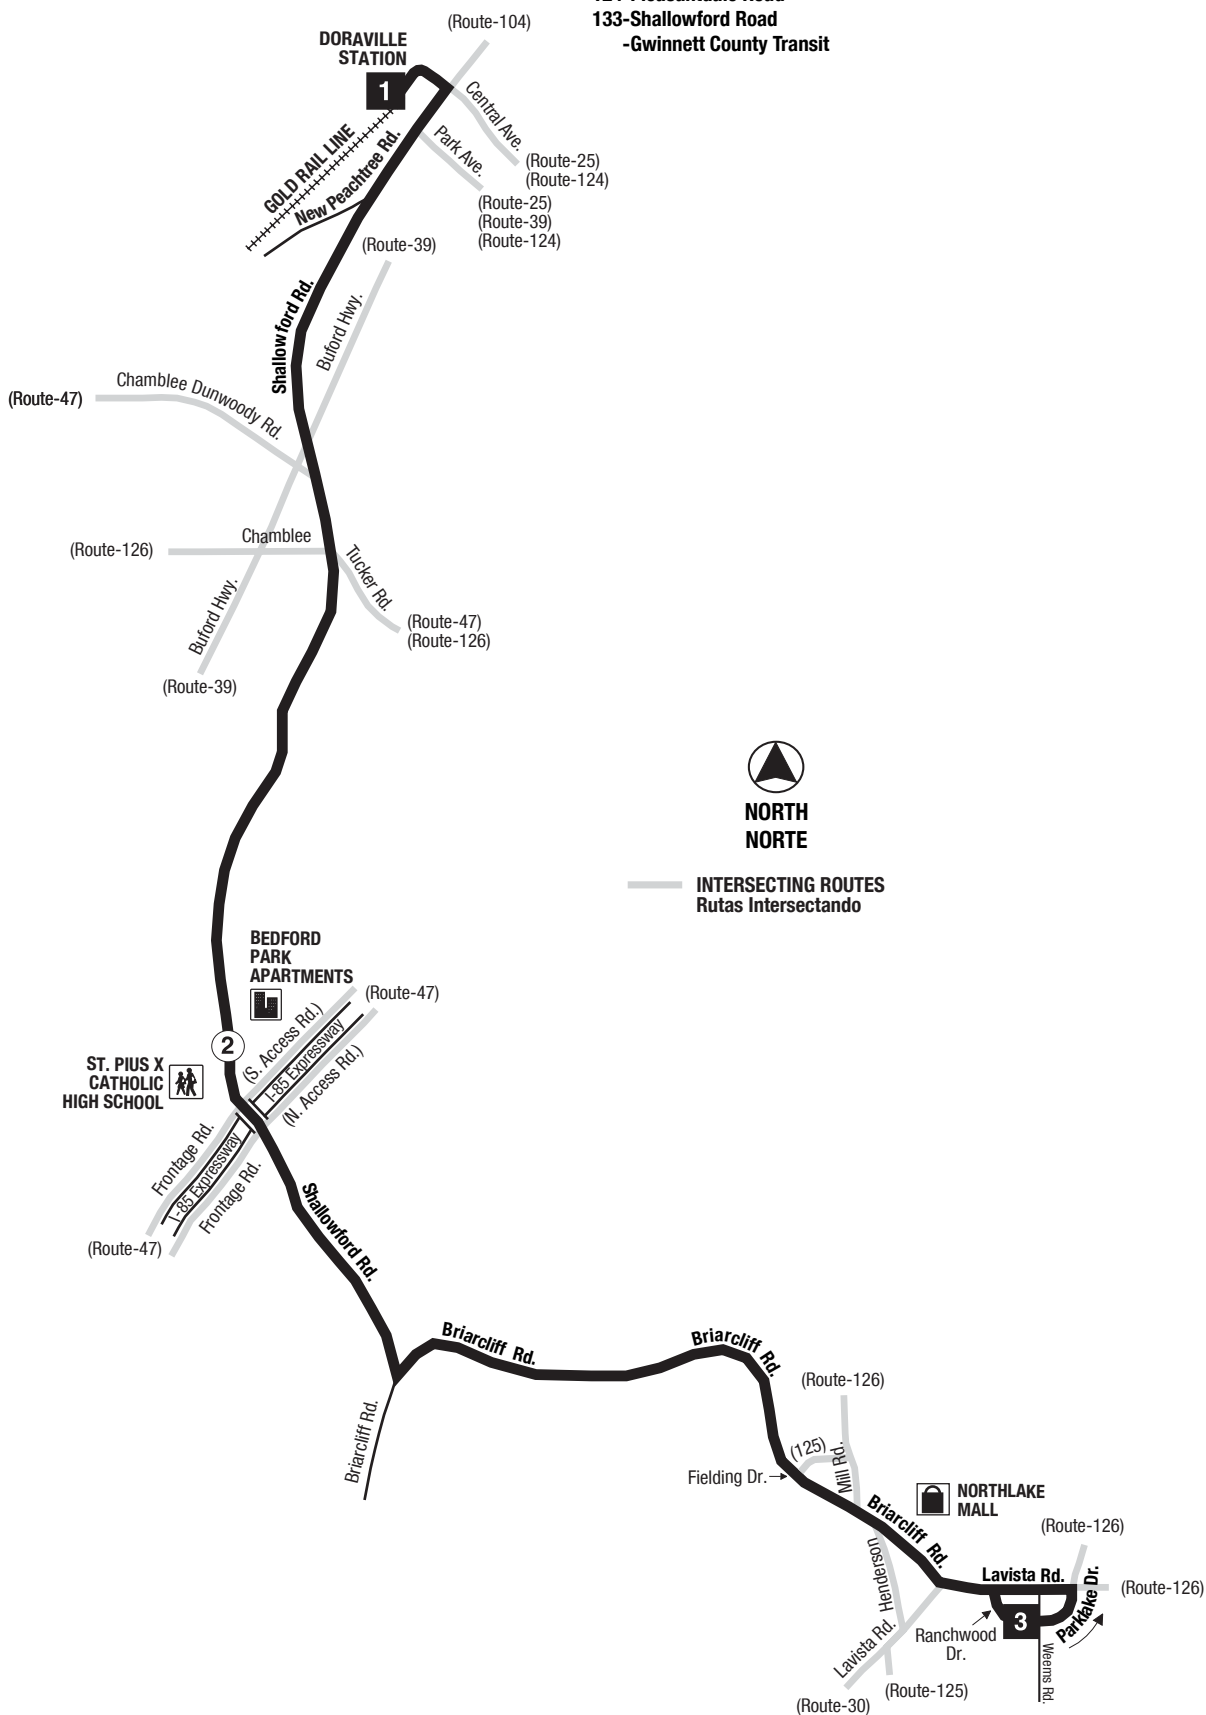 133-Shallowford Road
-Gwinnett County Transit
(Route-104)
DORAVILLE
STATION
1
Central Ave.
Park Ave.
(Route-25)
(Route-124)
GOLD RAIL LINE
New Peachtree Rd.
(Route-25)
(Route-39)
(Route-124)
(Route-39)
Shallowford Rd.
Buford Hwy.
Chamblee Dunwoody Rd.
(Route-47)
Chamblee
(Route-126)
Tucker Rd.
Buford Hwy.
(Route-47)
(Route-126)
(Route-39)
NORTH
NORTE
INTERSECTING ROUTES
Rutas Intersectando
BEDFORD
PARK
APARTMENTS
(Route-47)
2
(S. Access Rd.)
I-85 Expressway
(N. Access Rd.)
ST. PIUS X
CATHOLIC
HIGH SCHOOL
Frontage Rd.
I-85 Expressway
Frontage Rd.
(Route-47)
Shallowford Rd.
Briarcliff Rd.
Briarcliff Rd.
Briarcliff Rd.
(Route-126)
(125)
Mill Rd.
Fielding Dr.
NORTHLAKE
MALL
Briarcliff Rd.
(Route-126)
Henderson
Lavista Rd.
Parklake Dr.
(Route-126)
3
Ranchwood
Dr.
Lavista Rd.
Weems Rd.
(Route-125)
(Route-30)